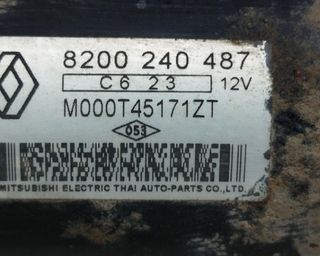 8200 240 487
C6 23 12V
M000T45171ZT
053
MITSUBISHI ELECTRIC THAI AUTO-PARTS CO.,LTD.